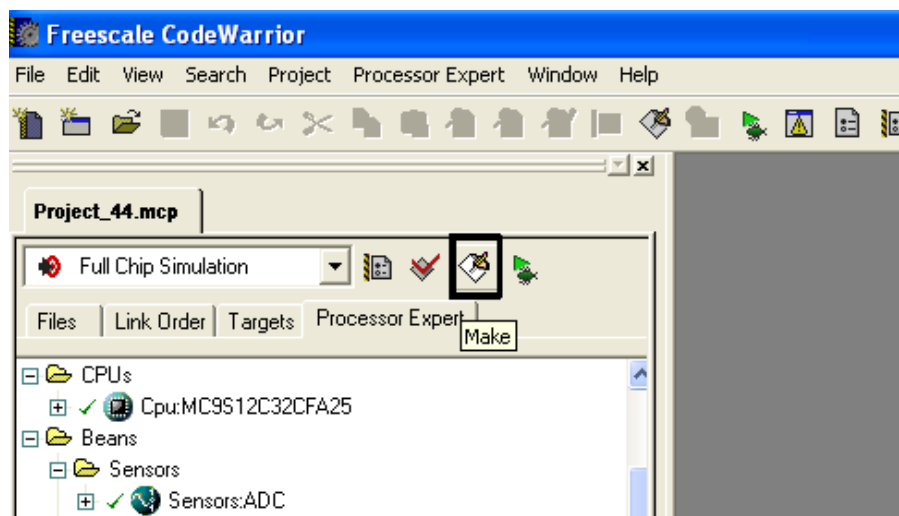 Freescale CodeWarrior
File Edit View Search Project Processor Expert Window Help
Project_44.mcp
Full Chip Simulation
Files Link Order Targets Processor Expert
Make
CPUs
Cpu:MC9S12C32CFA25
Beans
Sensors
Sensors:ADC